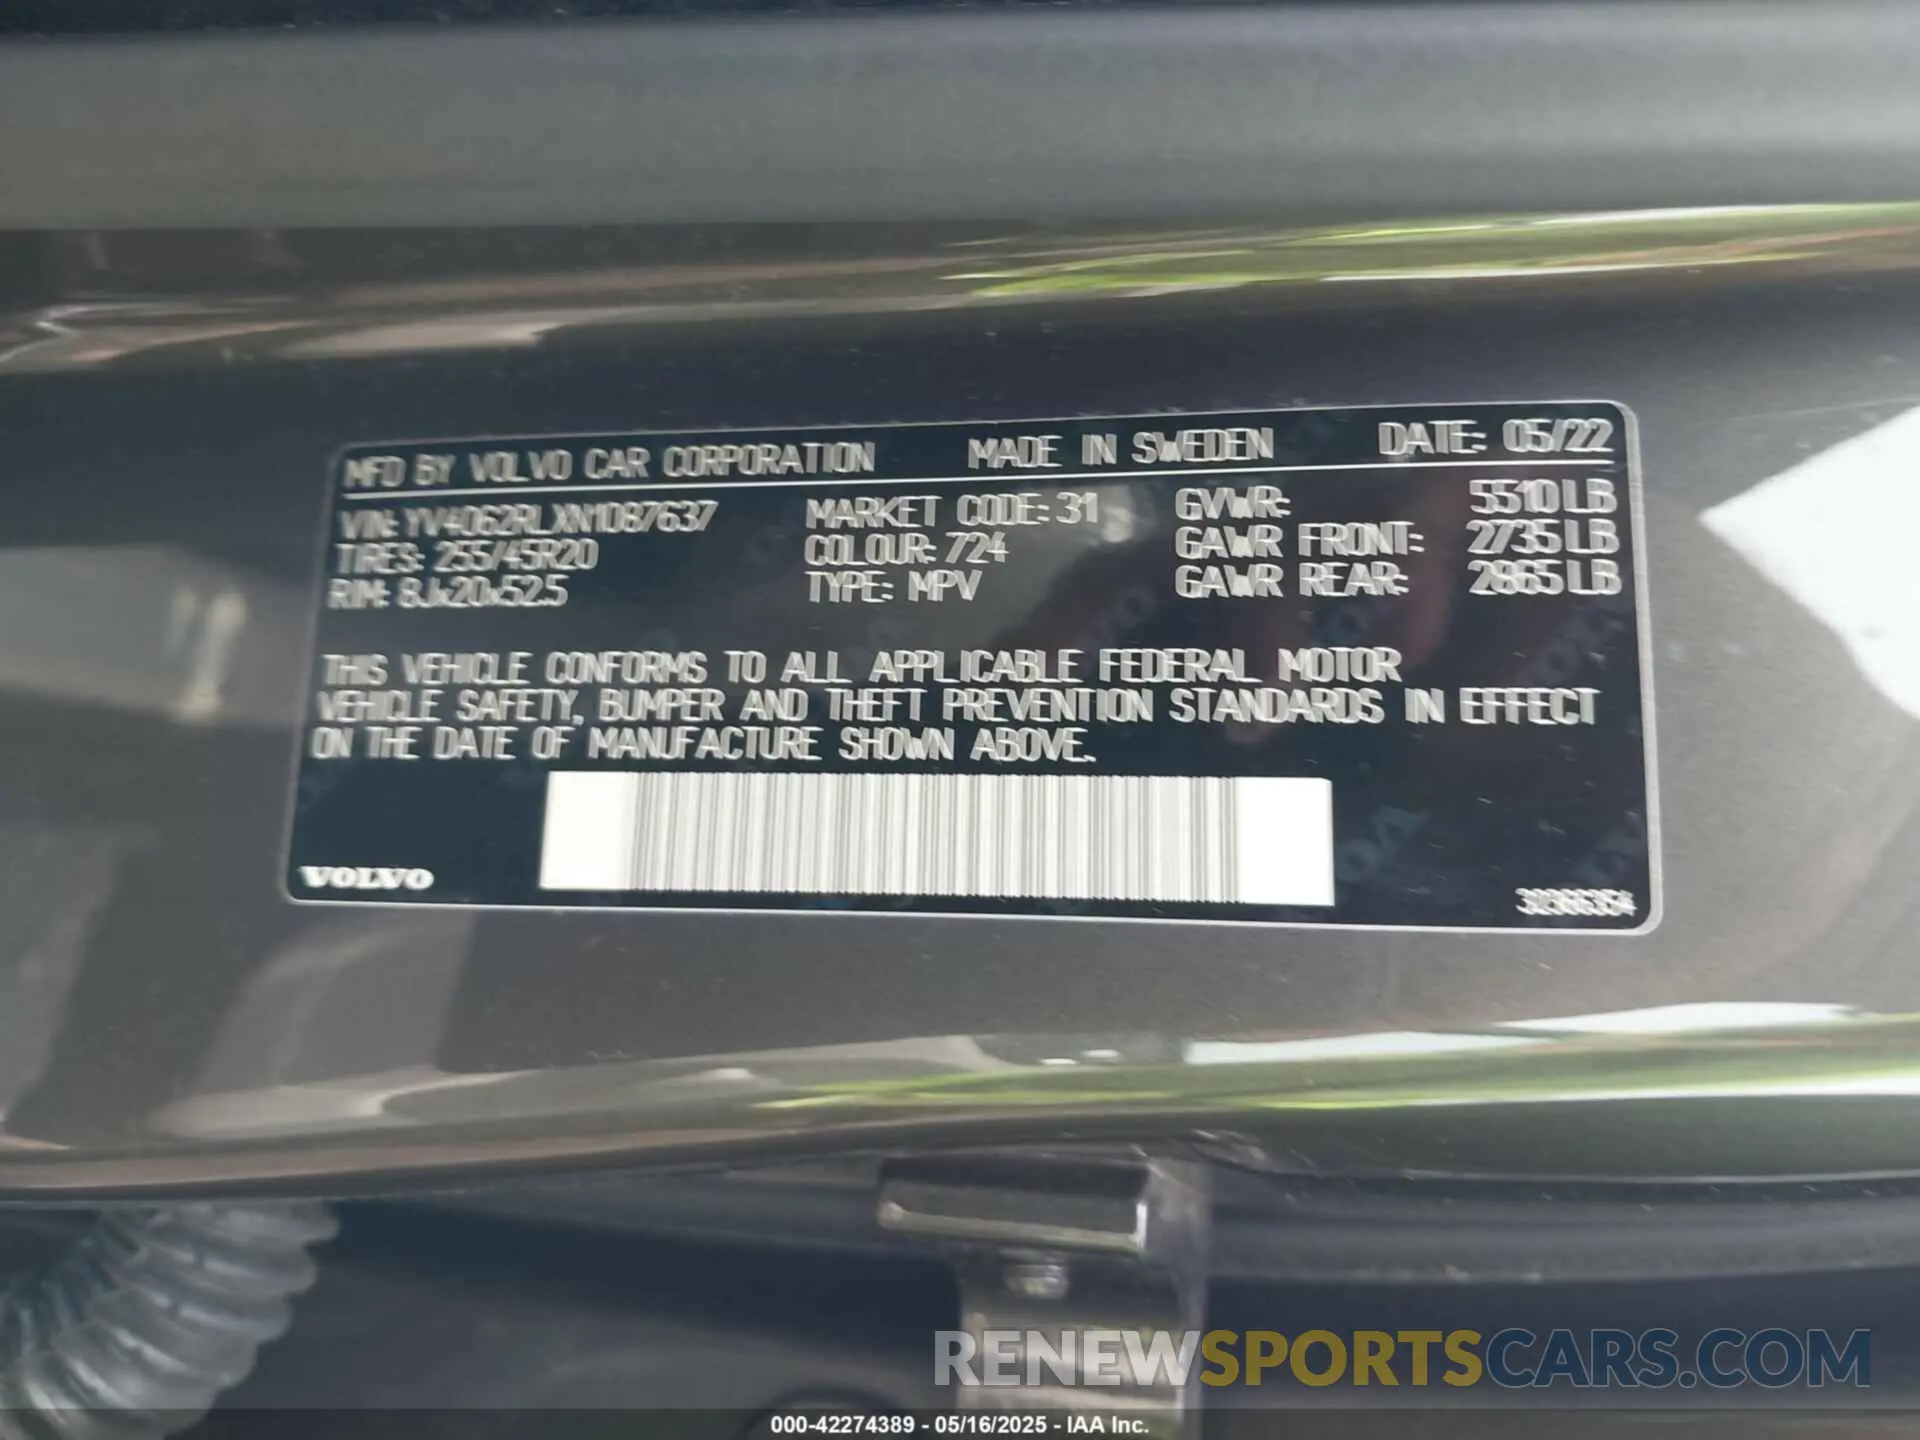 MFD BY VOLVO CAR CORPORATION MADE IN SWEDEN DATE: 05/22
VIN: YV4062RLXN1087637 MARKET CODE: 31 GVWR: 5510 LB
TIRES: 255/45R20 COLOUR: 724 GAWR FRONT: 2735 LB
RIM: 8Jx20x52.5 TYPE: MPV GAWR REAR: 2865 LB
THIS VEHICLE CONFORMS TO ALL APPLICABLE FEDERAL MOTOR
VEHICLE SAFETY, BUMPER AND THEFT PREVENTION STANDARDS IN EFFECT
ON THE DATE OF MANUFACTURE SHOWN ABOVE.
VOLVO 32366354
RENEWSPORTSCARS.COM
000-42274389 - 05/16/2025 - IAA Inc.